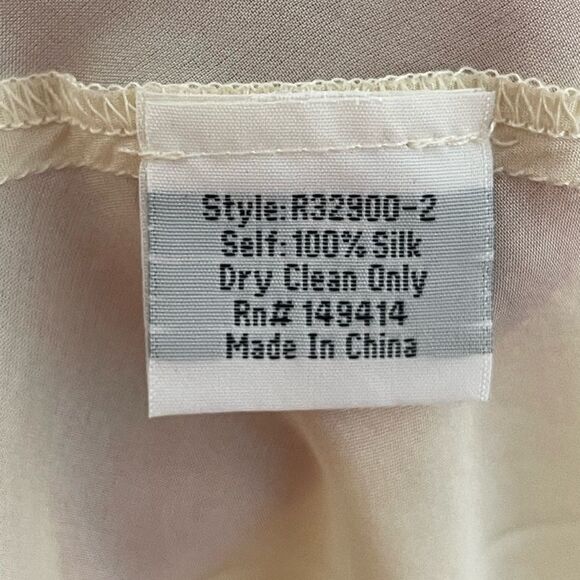 Style: R32900-2
Self: 100% Silk
Dry Clean Only
Rn# 149414
Made In China